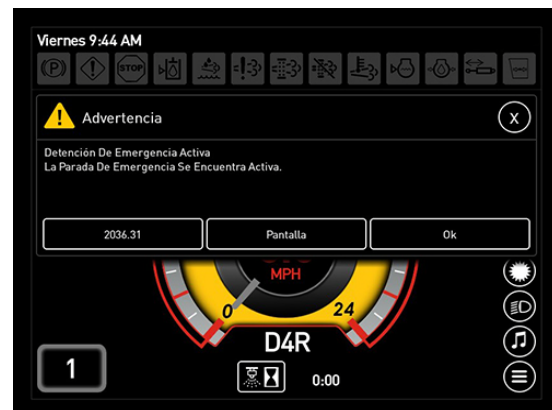 Viernes 9:44 AM
(P)
STOP
Advertencia
X
Detención De Emergencia Activa
La Parada De Emergencia Se Encuentra Activa.
2036.31
Pantalla
Ok
MPH
0
24
D4R
1
0:00